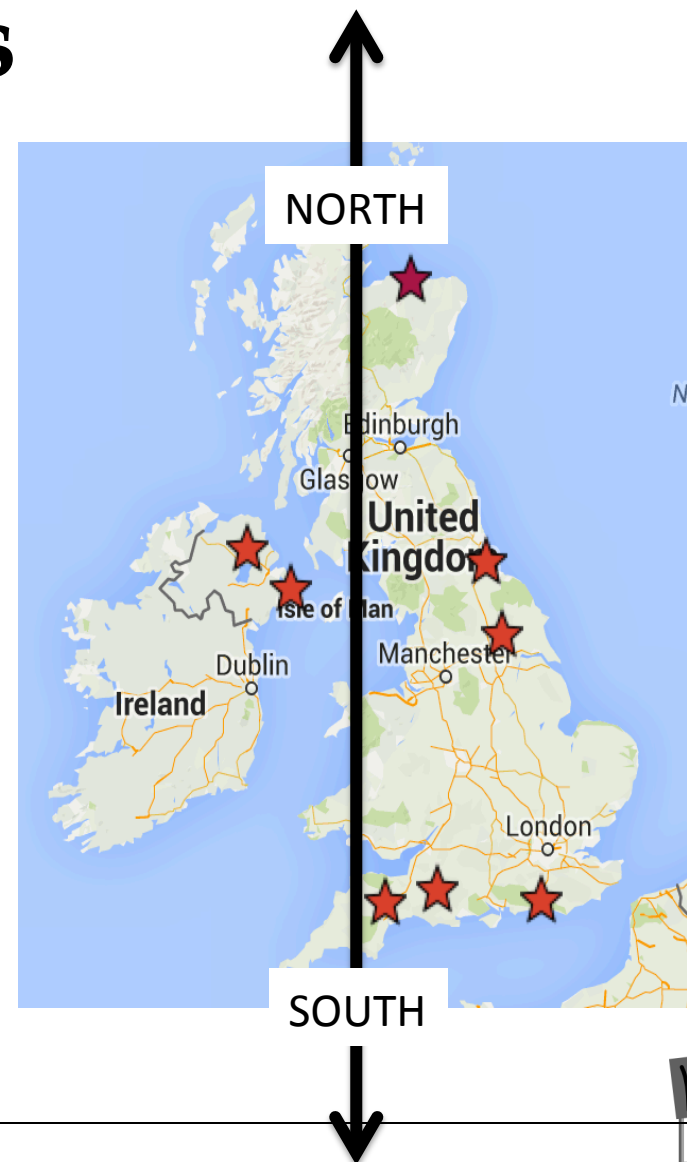 s
NORTH
Edinburgh
Glasgow
United
Kingdom
Isle of Man
Manchester
Dublin
Ireland
London
SOUTH